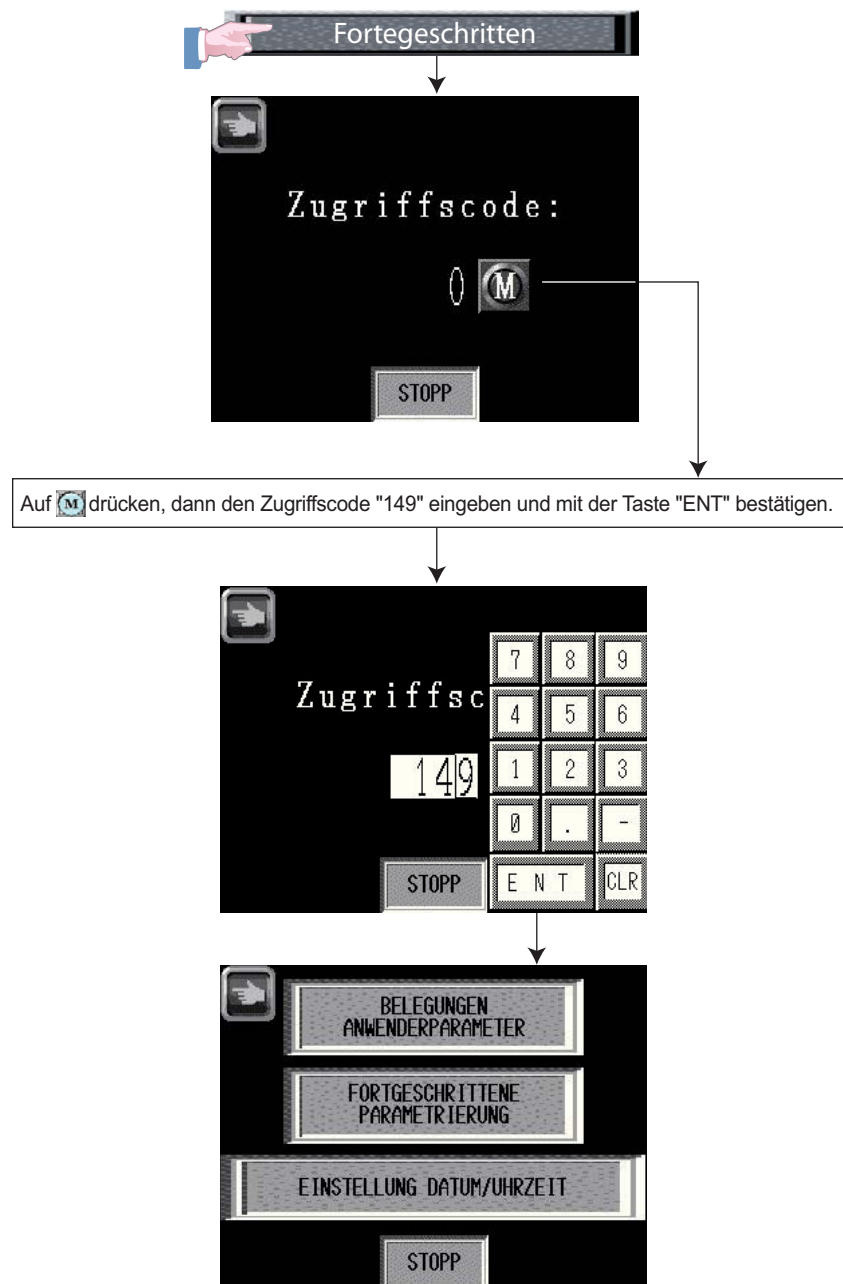 Fortegeschritten
Zugriffscode:
0 M
STOPP
Auf M drücken, dann den Zugriffscode "149" eingeben und mit der Taste "ENT" bestätigen.
7 8 9
Zugriffsc
4 5 6
149
1 2 3
0 . -
STOPP
ENT CLR
BELEGUNGEN
ANWENDERPARAMETER
FORTGESCHRITTENE
PARAMETRIERUNG
EINSTELLUNG DATUM/UHRZEIT
STOPP